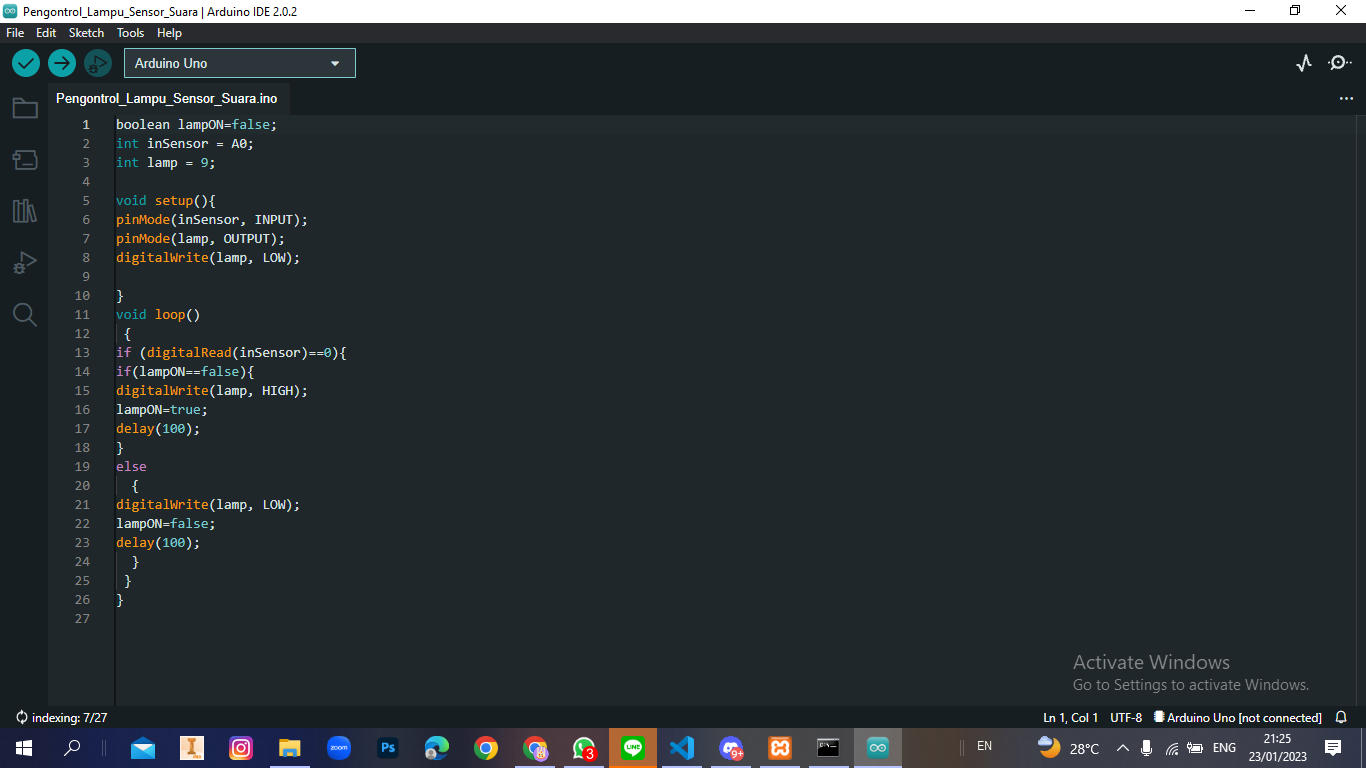 Pengontrol_Lampu_Sensor_Suara | Arduino IDE 2.0.2
File Edit Sketch Tools Help
Arduino Uno
Pengontrol_Lampu_Sensor_Suara.ino
1 boolean lampON=false;
2 int inSensor = A0;
3 int lamp = 9;
4
5 void setup(){
6 pinMode(inSensor, INPUT);
7 pinMode(lamp, OUTPUT);
8 digitalWrite(lamp, LOW);
9
10 }
11 void loop()
12 {
13 if (digitalRead(inSensor)==0){
14 if(lampON==false){
15 digitalWrite(lamp, HIGH);
16 lampON=true;
17 delay(100);
18 }
19 else
20 {
21 digitalWrite(lamp, LOW);
22 lampON=false;
23 delay(100);
24 }
25 }
26 }
27
Activate Windows
Go to Settings to activate Windows.
indexing: 7/27
Ln 1, Col 1 UTF-8 Arduino Uno [not connected]
zoom
Ps
3
LINE
9+
EN
28°C
ENG
21:25
23/01/2023